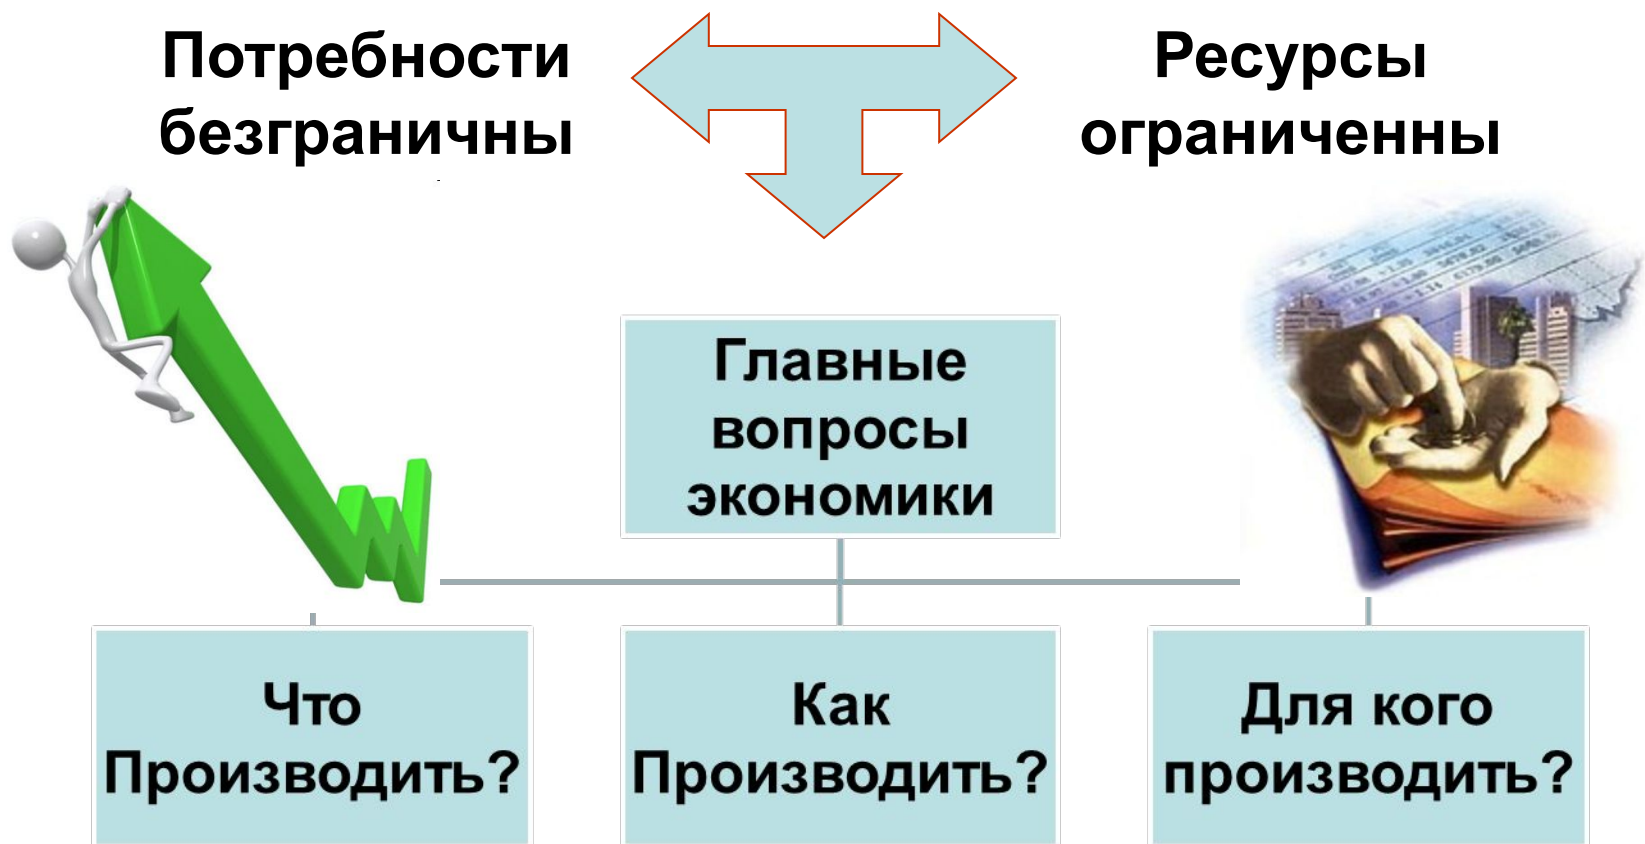 Потребности
безграничны
Ресурсы
ограниченны
Главные
вопросы
экономики
Что
Производить?
Как
Производить?
Для кого
производить?